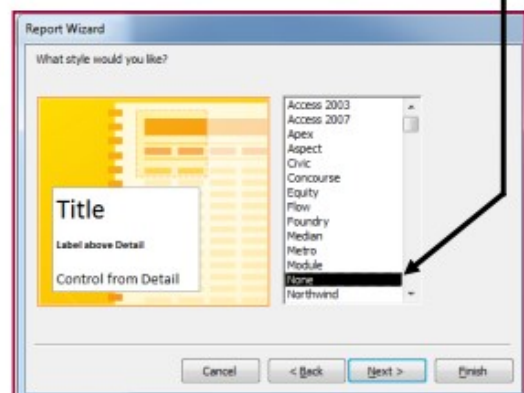 Report Wizard
What style would you like?
Title
Label above Detail
Control from Detail
Access 2003
Access 2007
Apex
Aspect
Civic
Concourse
Equity
Flow
Foundry
Median
Metro
Module
None
Northwind
Cancel
< Back
Next >
Finish